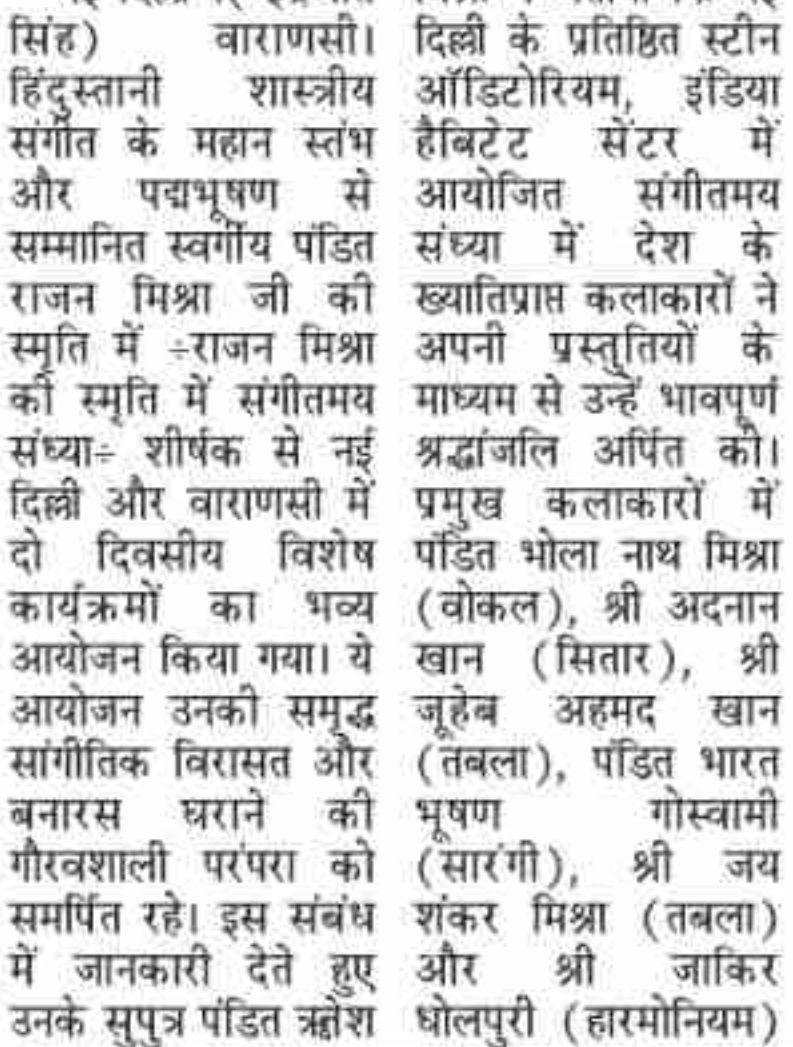 सिंह) वाराणसी।
हिंदुस्तानी शास्त्रीय
संगीत के महान स्तंभ
और पद्मभूषण से
सम्मानित स्वर्गीय पंडित
राजन मिश्रा जी की
स्मृति में ÷राजन मिश्रा
की स्मृति में संगीतमय
संध्या÷ शीर्षक से नई
दिल्ली और वाराणसी में
दो दिवसीय विशेष
कार्यक्रमों का भव्य
आयोजन किया गया। ये
आयोजन उनकी समृद्ध
सांगीतिक विरासत और
बनारस घराने की
गौरवशाली परंपरा को
समर्पित रहे। इस संबंध
में जानकारी देते हुए
उनके सुपुत्र पंडित ऋतेश
दिल्ली के प्रतिष्ठित स्टीन
ऑडिटोरियम, इंडिया
हैबिटेट सेंटर में
आयोजित संगीतमय
संध्या में देश के
ख्यातिप्राप्त कलाकारों ने
अपनी प्रस्तुतियों के
माध्यम से उन्हें भावपूर्ण
श्रद्धांजलि अर्पित की।
प्रमुख कलाकारों में
पंडित भोला नाथ मिश्रा
(वोकल), श्री अदनान
खान (सितार), श्री
जूहेब अहमद खान
(तबला), पंडित भारत
भूषण गोस्वामी
(सारंगी), श्री जय
शंकर मिश्रा (तबला)
और श्री जाकिर
धोलपुरी (हारमोनियम)